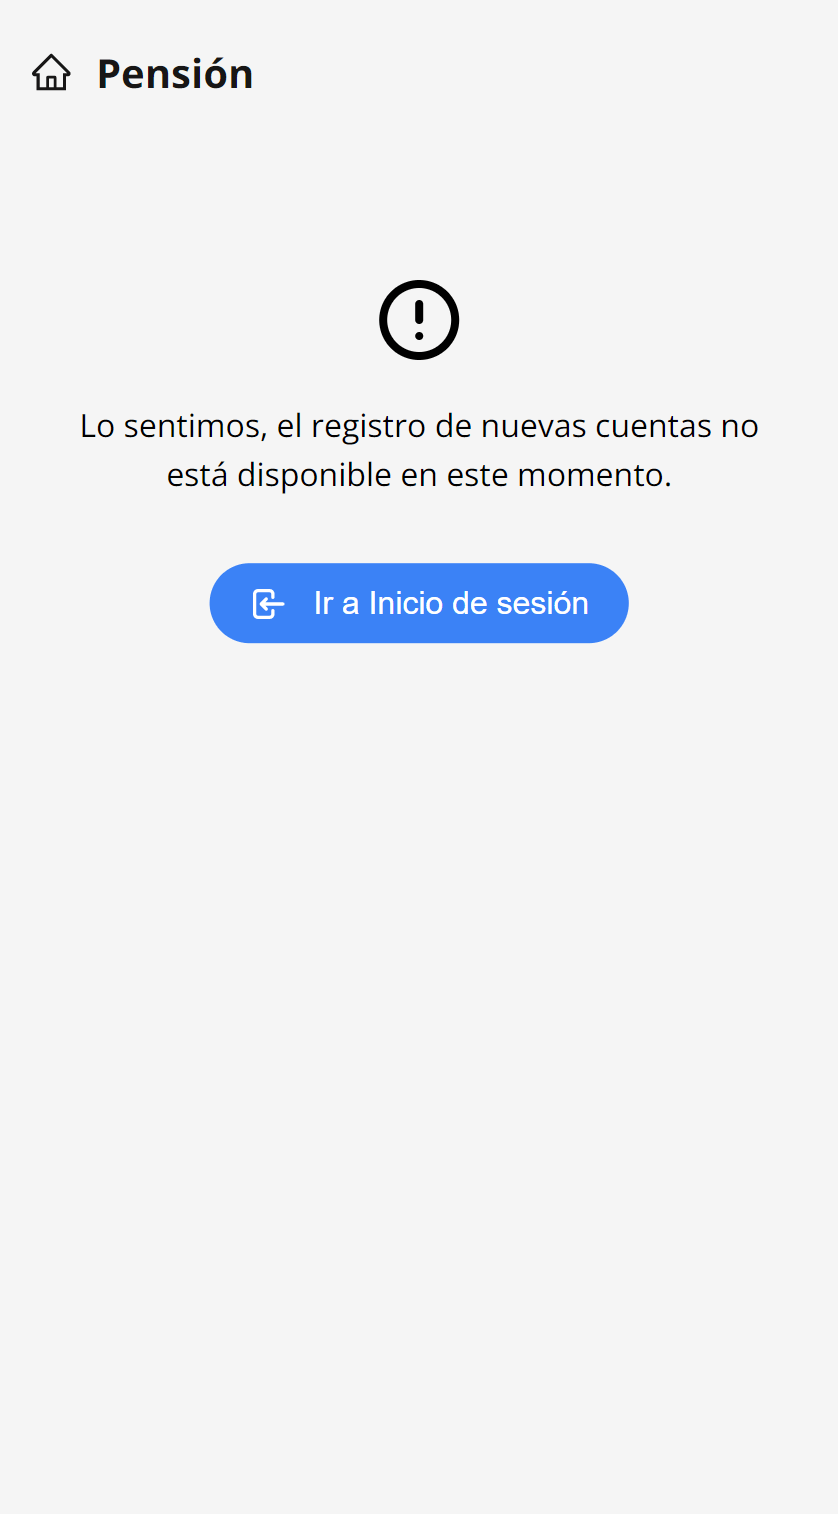 Pensión
Lo sentimos, el registro de nuevas cuentas no
está disponible en este momento.
Ir a Inicio de sesión